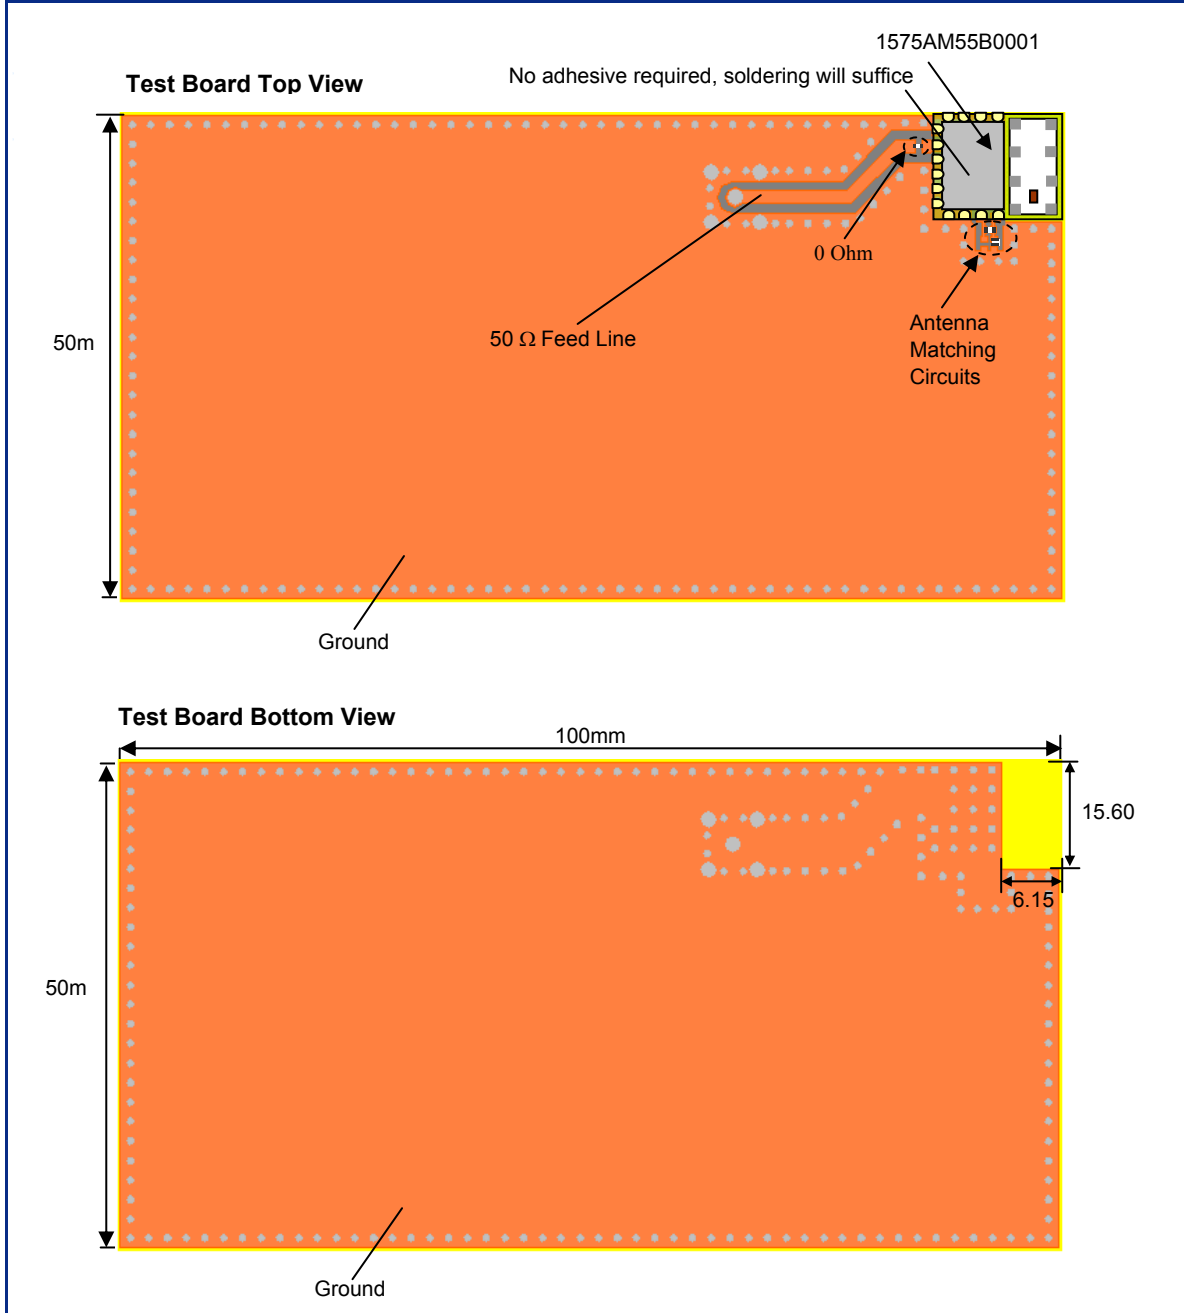 1575AM55B0001
No adhesive required, soldering will suffice
Test Board Top View
0 Ohm
50 Ω Feed Line
50m
Antenna
Matching
Circuits
Ground
Test Board Bottom View
100mm
15.60
6.15
50m
Ground